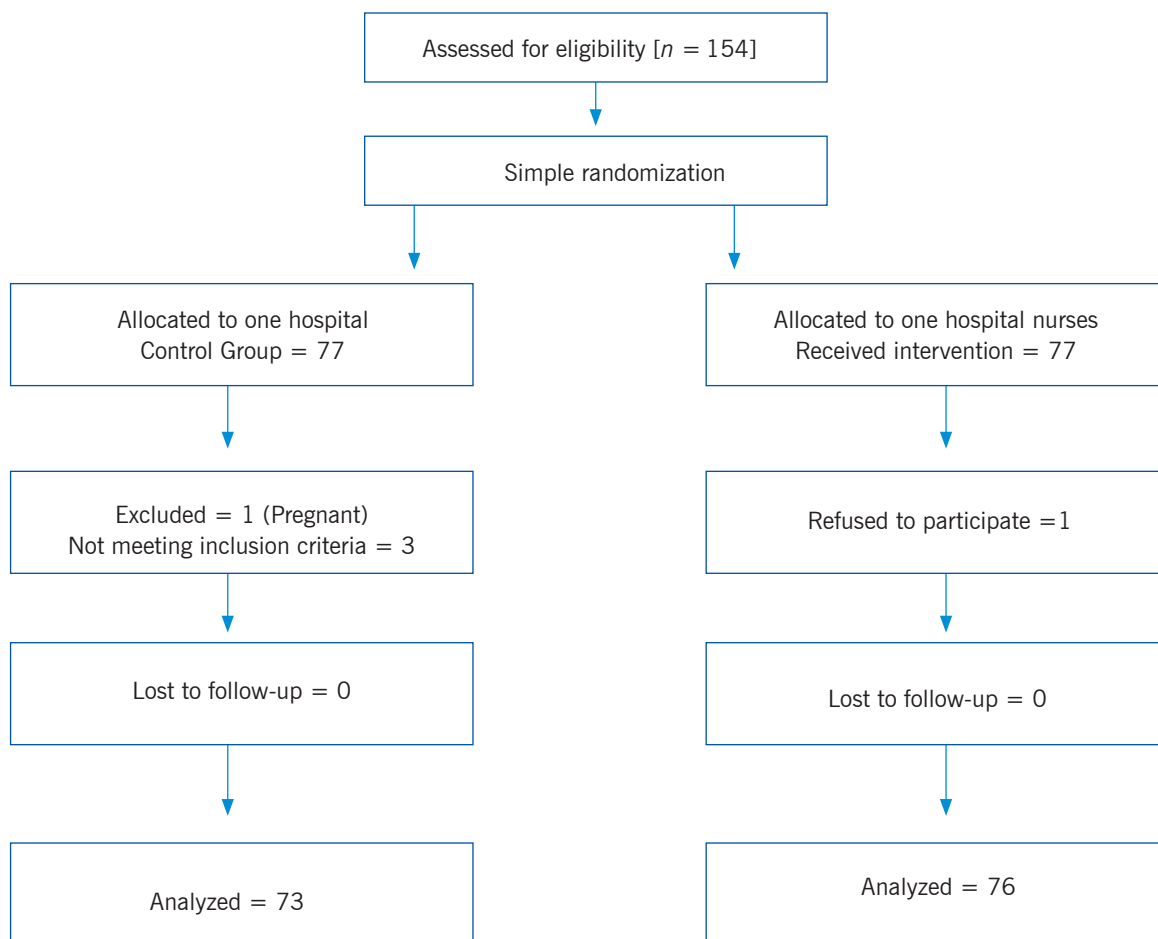 Assessed for eligibility [n = 154]
Simple randomization
Allocated to one hospital
Control Group = 77
Allocated to one hospital nurses
Received intervention = 77
Excluded = 1 (Pregnant)
Not meeting inclusion criteria = 3
Refused to participate =1
Lost to follow-up = 0
Lost to follow-up = 0
Analyzed = 73
Analyzed = 76